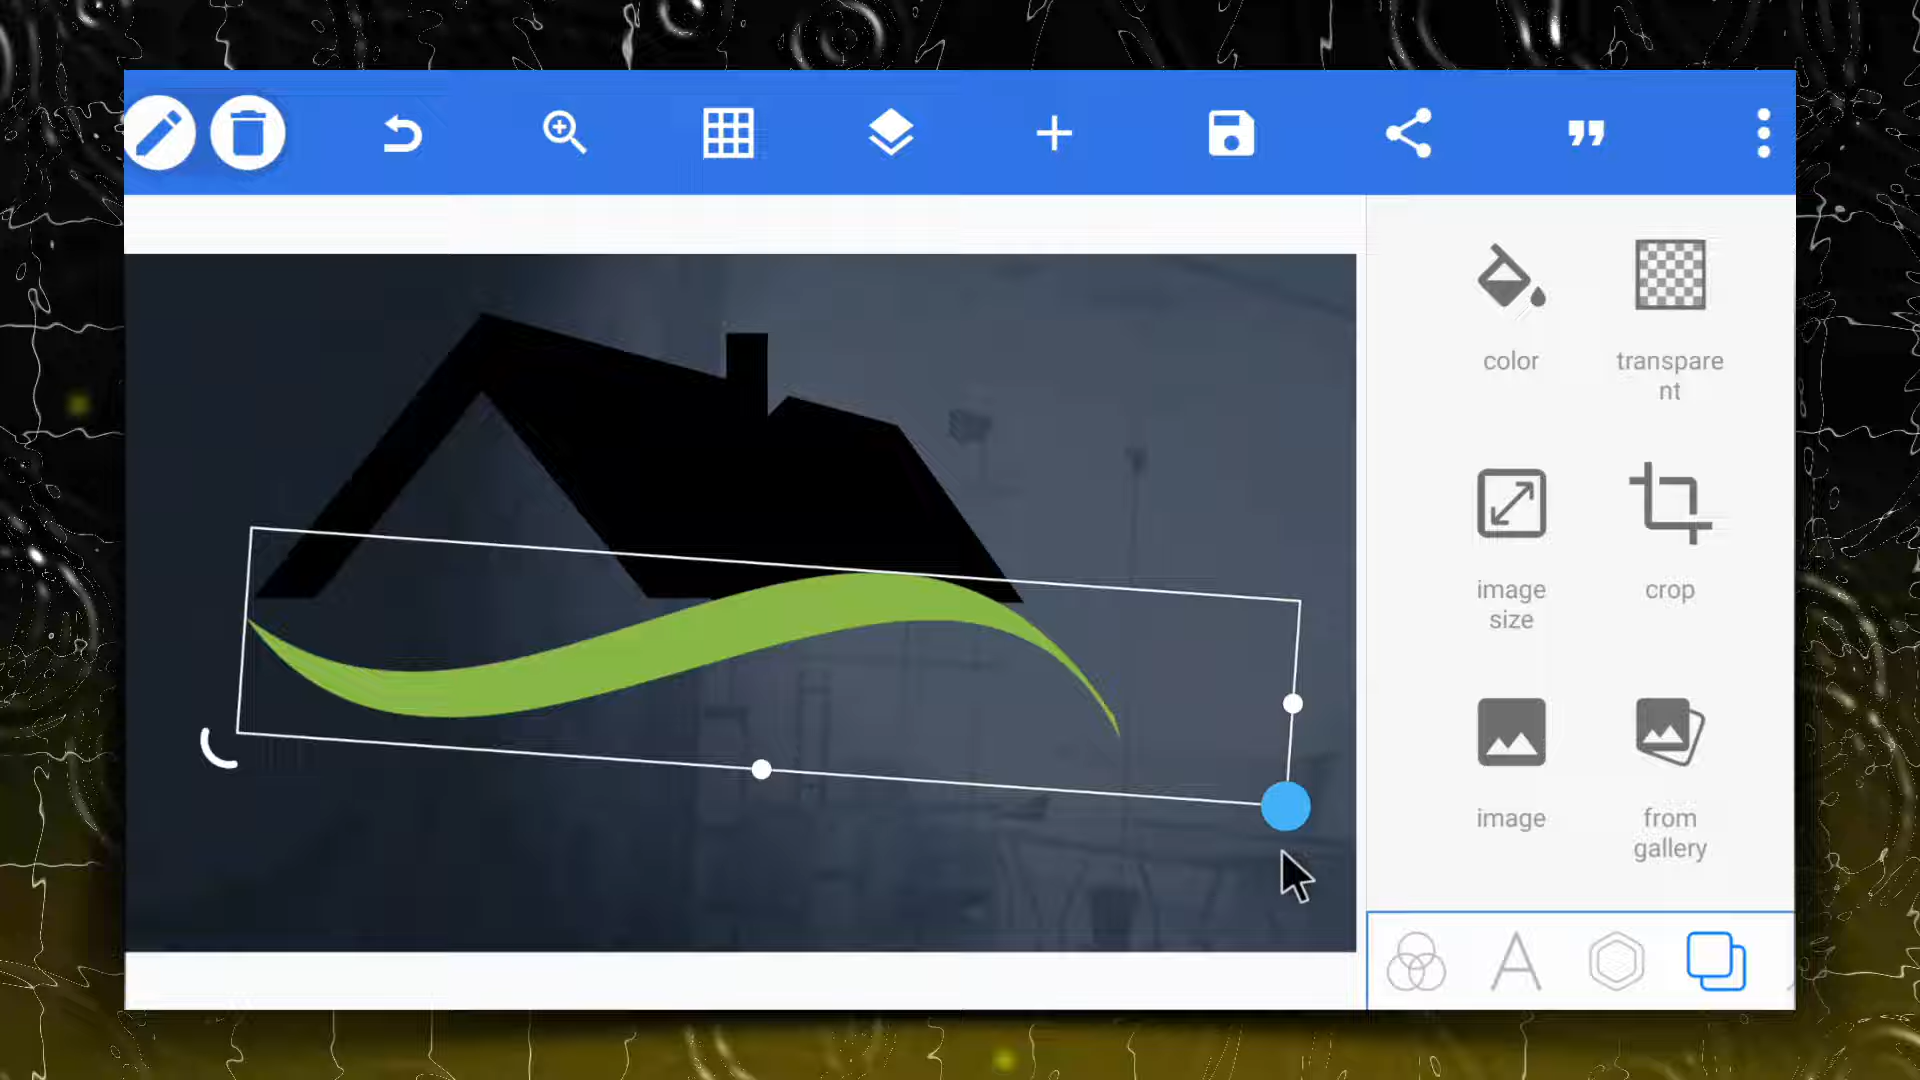 color
transpare
nt
image
size
crop
image
from
gallery